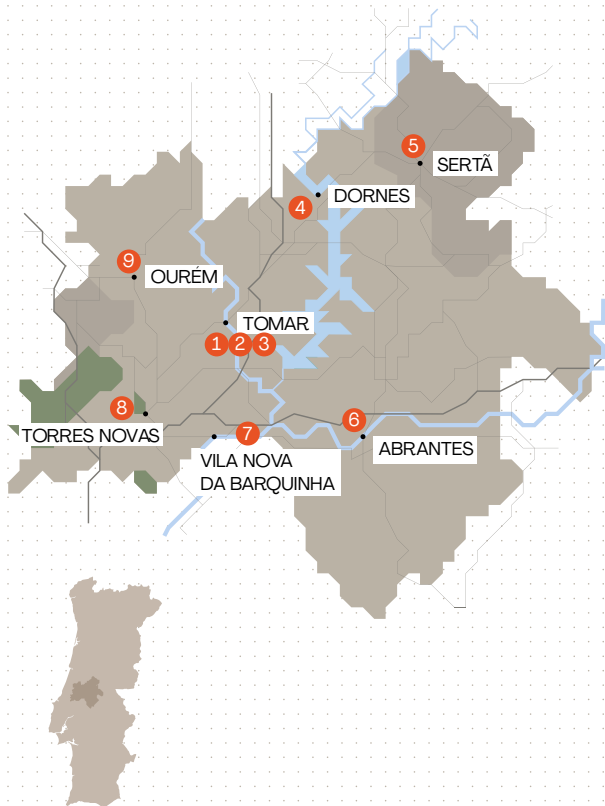 5
SERTÃ
4
DORNES
9
OURÉM
TOMAR
1 2 3
8
TORRES NOVAS
7
VILA NOVA
DA BARQUINHA
6
ABRANTES